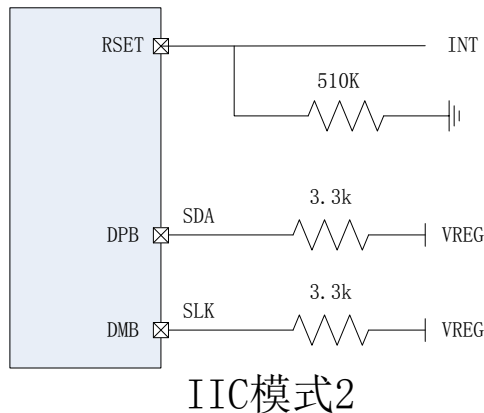 RSET INT
510K
3.3k
SDA
DPB VREG
3.3k
SLK
DMB VREG
IIC模式2